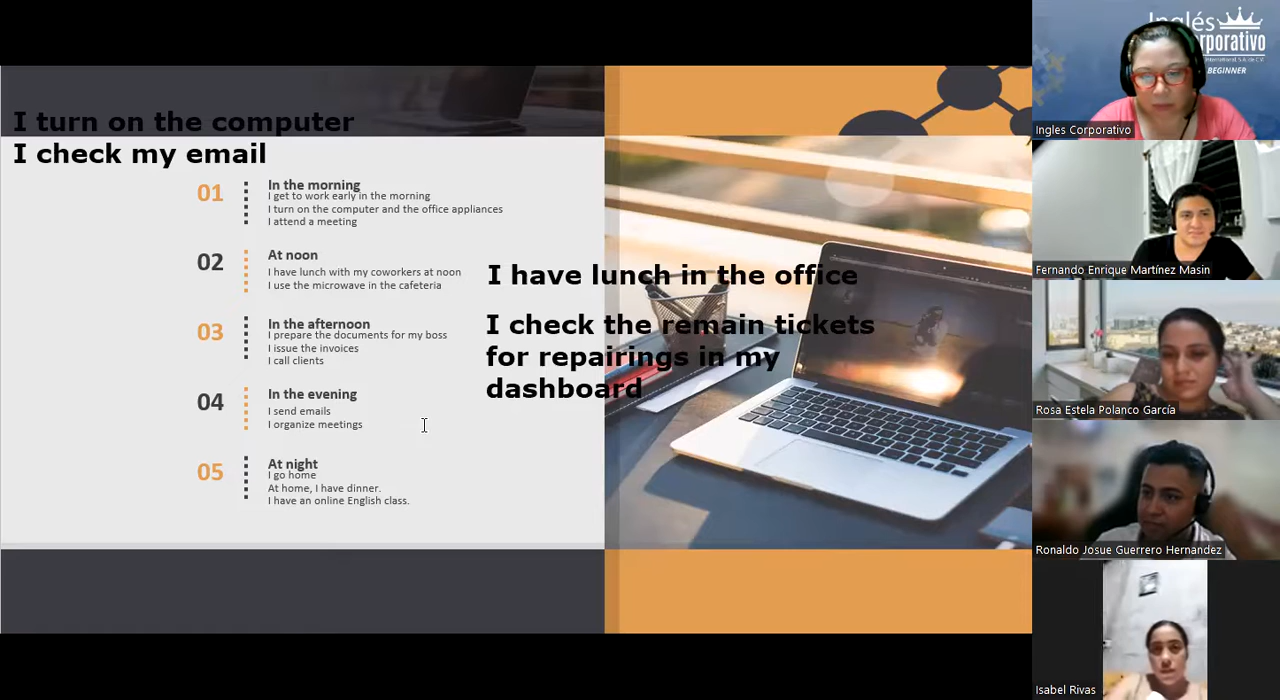 I turn on the computer
I check my email
01
In the morning
I get to work early in the morning
I turn on the computer and the office appliances
I attend a meeting
02
At noon
I have lunch with my coworkers at noon
I use the microwave in the cafeteria
03
In the afternoon
I prepare the documents for my boss
I issue the invoices
I call clients
04
In the evening
I send emails
I organize meetings
05
At night
I go home
At home, I have dinner.
I have an online English class.
I have lunch in the office
I check the remain tickets
for repairings in my
dashboard
Inglés
BEGINNER
Ingles Corporativo
Fernando Enrique Martínez Masin
Rosa Estela Polanco García
Ronaldo Josue Guerrero Hernandez
Isabel Rivas